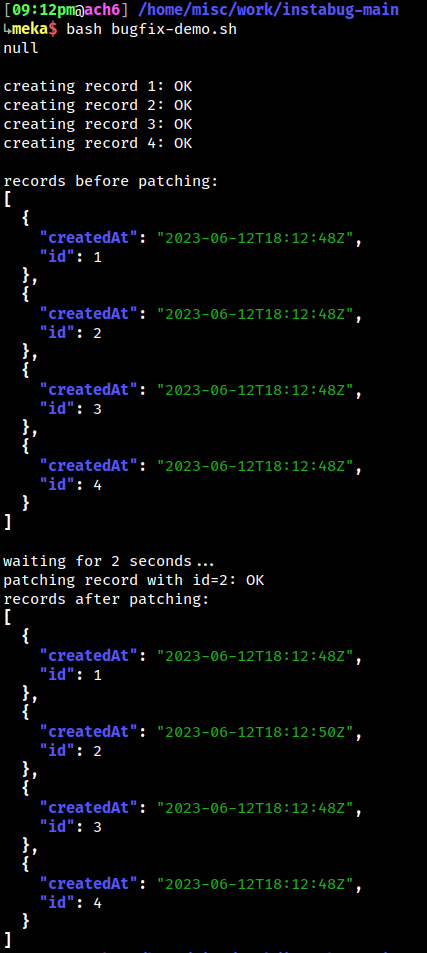 [09:12pm@ach6] /home/misc/work/instabug-main
↳meka$ bash bugfix-demo.sh
null

creating record 1: OK
creating record 2: OK
creating record 3: OK
creating record 4: OK

records before patching:
[
  {
    "createdAt": "2023-06-12T18:12:48Z",
    "id": 1
  },
  {
    "createdAt": "2023-06-12T18:12:48Z",
    "id": 2
  },
  {
    "createdAt": "2023-06-12T18:12:48Z",
    "id": 3
  },
  {
    "createdAt": "2023-06-12T18:12:48Z",
    "id": 4
  }
]

waiting for 2 seconds...
patching record with id=2: OK
records after patching:
[
  {
    "createdAt": "2023-06-12T18:12:48Z",
    "id": 1
  },
  {
    "createdAt": "2023-06-12T18:12:50Z",
    "id": 2
  },
  {
    "createdAt": "2023-06-12T18:12:48Z",
    "id": 3
  },
  {
    "createdAt": "2023-06-12T18:12:48Z",
    "id": 4
  }
]